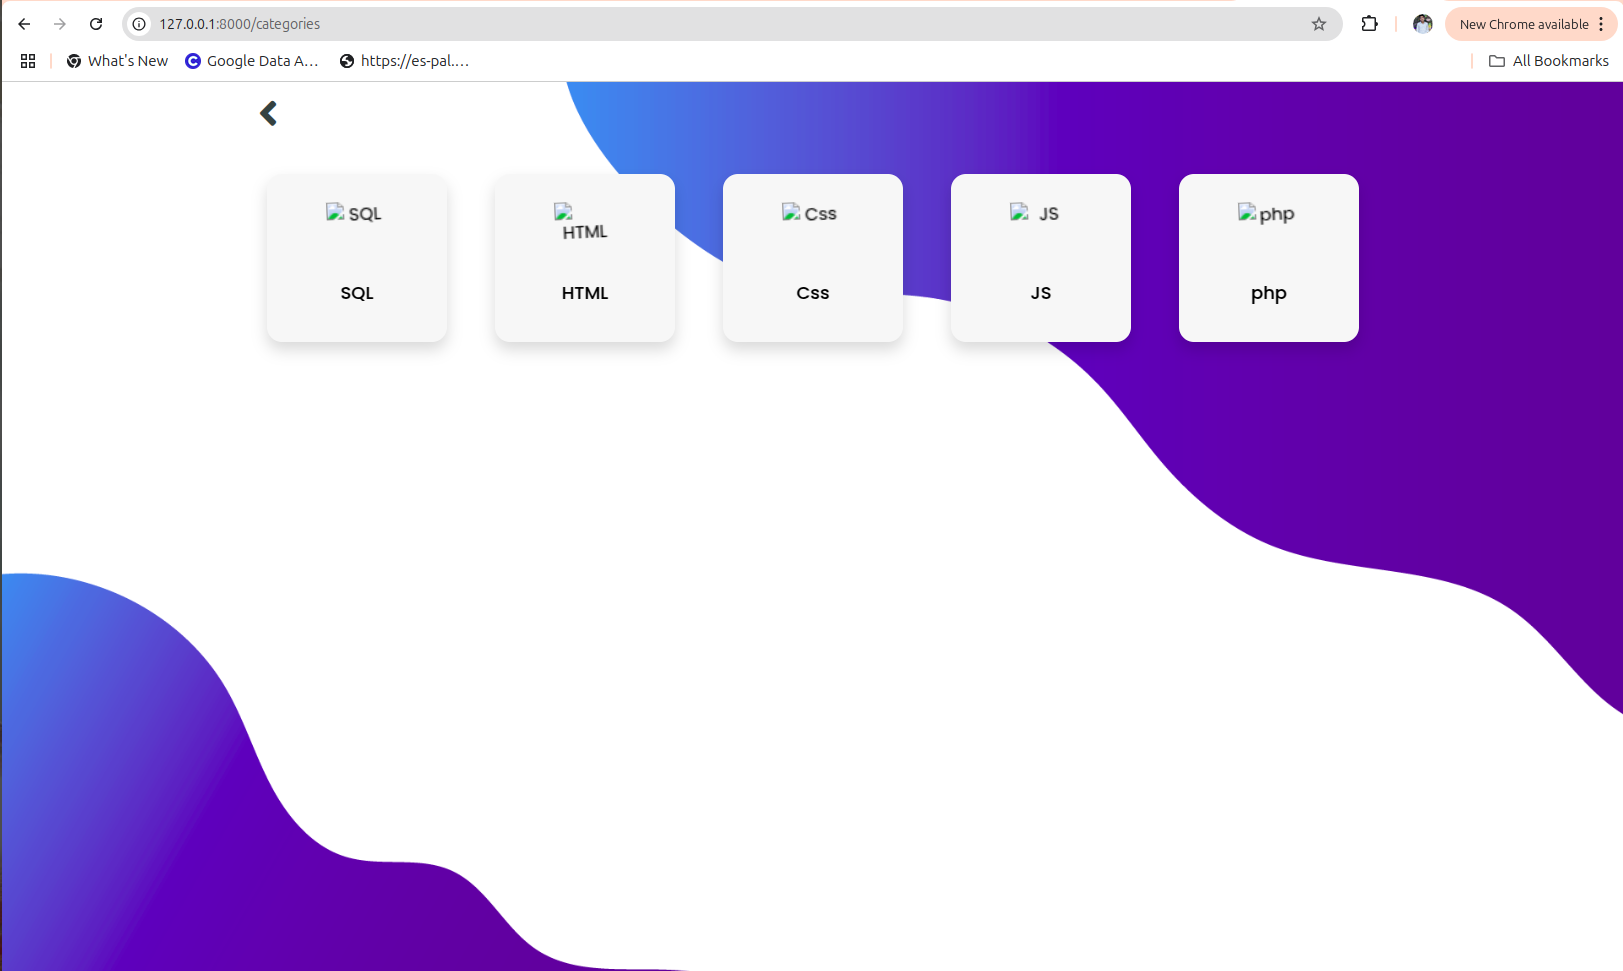 127.0.0.1:8000/categories
New Chrome available
What's New
Google Data A...
https://es-pal....
All Bookmarks
SQL
HTML
Css
JS
php
SQL
HTML
Css
JS
php